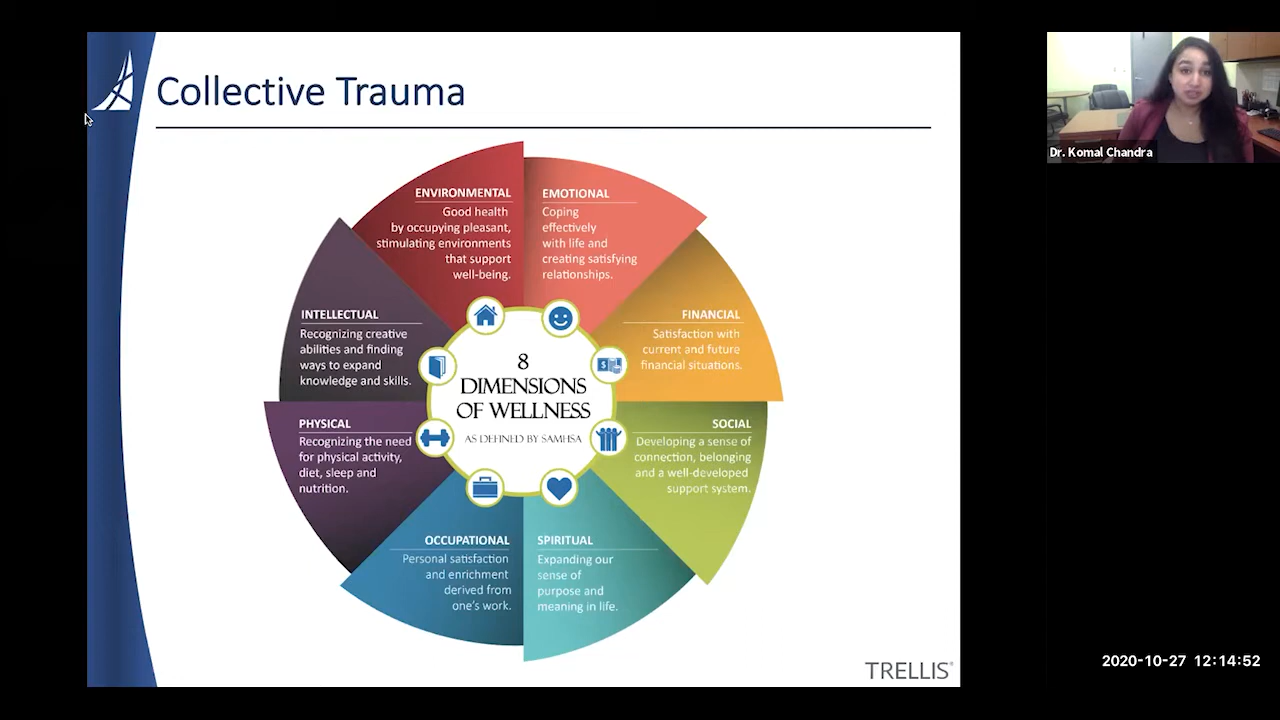 Collective Trauma
ENVIRONMENTAL
Good health
by occupying pleasant,
stimulating environments
that support
well-being.
EMOTIONAL
Coping
effectively
with life and
creating satisfying
relationships.
INTELLECTUAL
Recognizing creative
abilities and finding
ways to expand
knowledge and skills.
FINANCIAL
Satisfaction with
current and future
financial situations.
8
DIMENSIONS
OF WELLNESS
AS DEFINED BY SAMHSA
PHYSICAL
Recognizing the need
for physical activity,
diet, sleep and
nutrition.
SOCIAL
Developing a sense of
connection, belonging
and a well-developed
support system.
OCCUPATIONAL
Personal satisfaction
and enrichment
derived from
one's work.
SPIRITUAL
Expanding our
sense of
purpose and
meaning in life.
TRELLIS®
Dr. Komal Chandra
2020-10-27 12:14:52